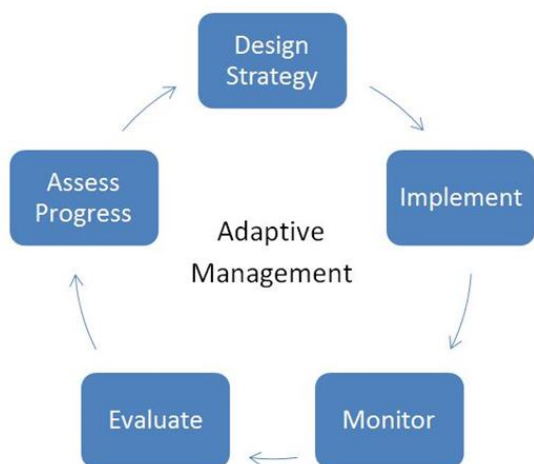 Design
Strategy
Implement
Monitor
Evaluate
Assess
Progress
Adaptive
Management